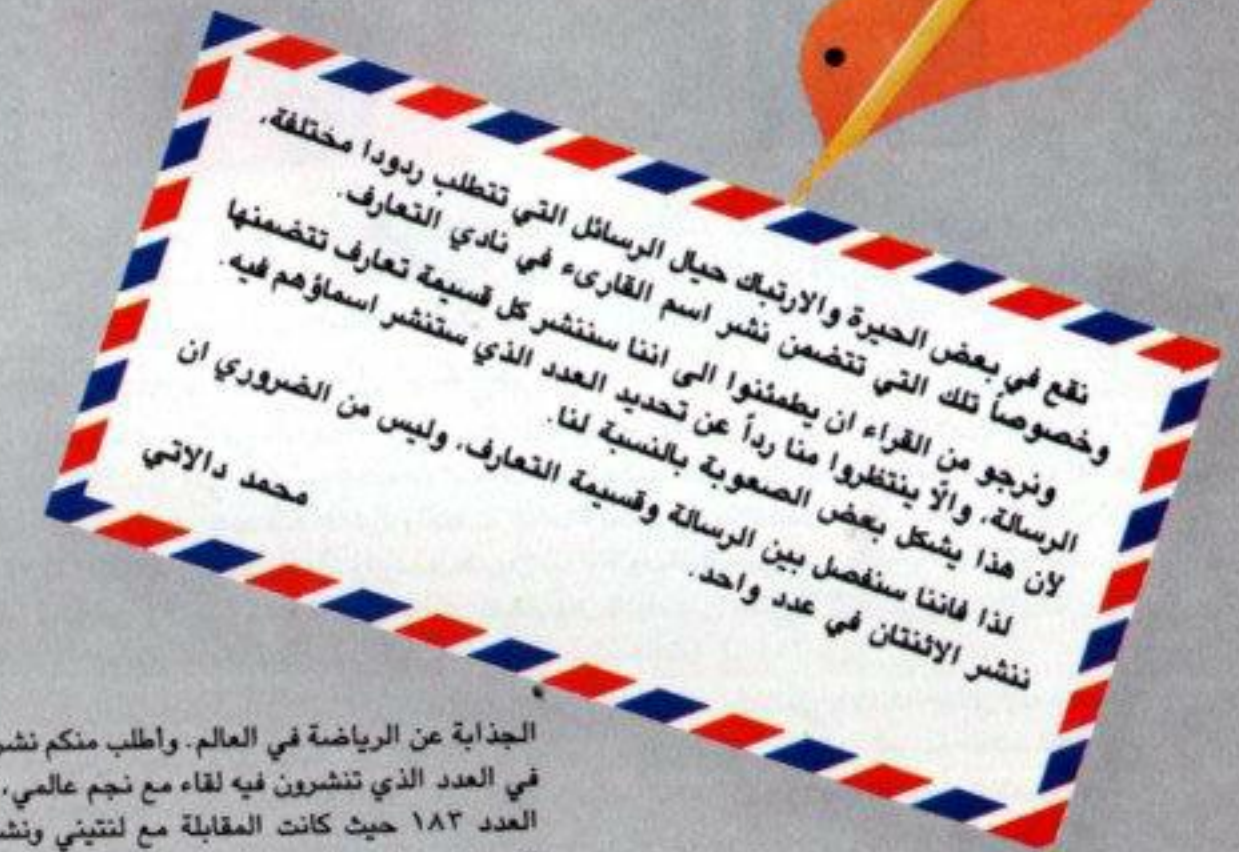 نقع في بعض الحيرة والارتباك حيال الرسائل التي تتطلب ردودا مختلفة،
وخصوصاً تلك التي تتضمن نشر اسم القارىء في نادي التعارف.
ونرجو من القراء ان يطمئنوا الى اننا سننشر كل قسيمة تعارف تتضمنها
الرسالة، والّا ينتظروا منا رداً عن تحديد العدد الذي ستنشر اسماؤهم فيه.
لأن هذا يشكل بعض الصعوبة بالنسبة لنا.
لذا فاننا سنفصل بين الرسالة وقسيمة التعارف، وليس من الضروري ان
ننشر الاثنتان في عدد واحد.
محمد دالاتي
الجذابة عن الرياضة في العالم. وأطلب منكم نشر
في العدد الذي تنشرون فيه لقاء مع نجم عالمي،
العدد ١٨٣ حيث كانت المقابلة مع لنتيني ونشر